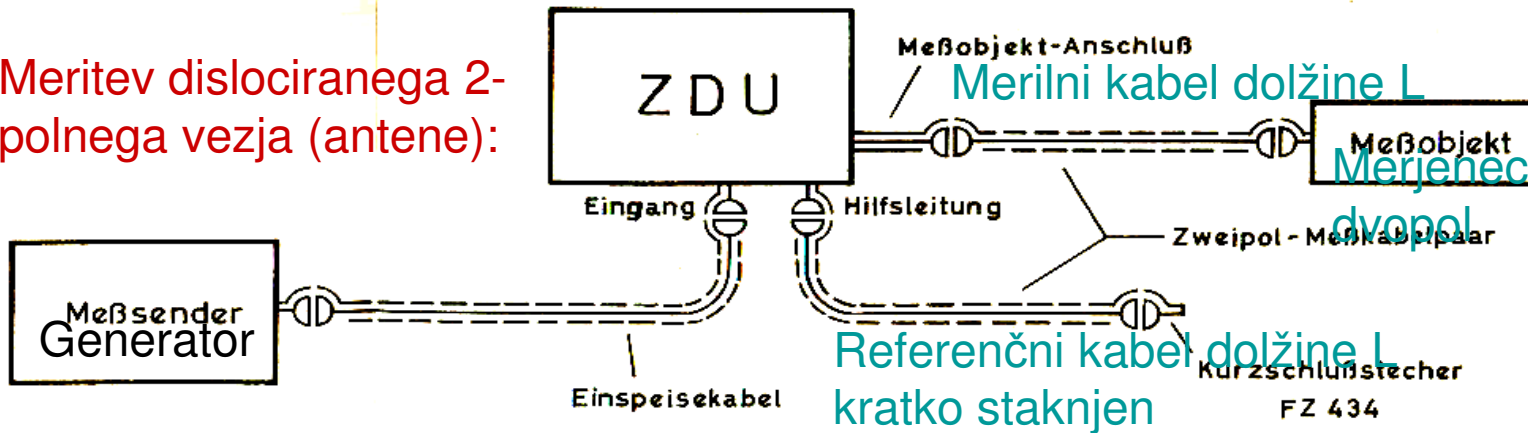 Meritev dislociranega 2-
polnega vezja (antene):
ZDU
Meßobjekt-Anschluß
Merilni kabel dolžine L
Meßobjekt
Merjenec
dvopol
Eingang
Hilfsleitung
Zweipol-Meßkabelpaar
Meßsender
Generator
Einspeisekabel
Referenčni kabel dolžine L
kratko staknjen
Kurzschlußstecher
FZ 434